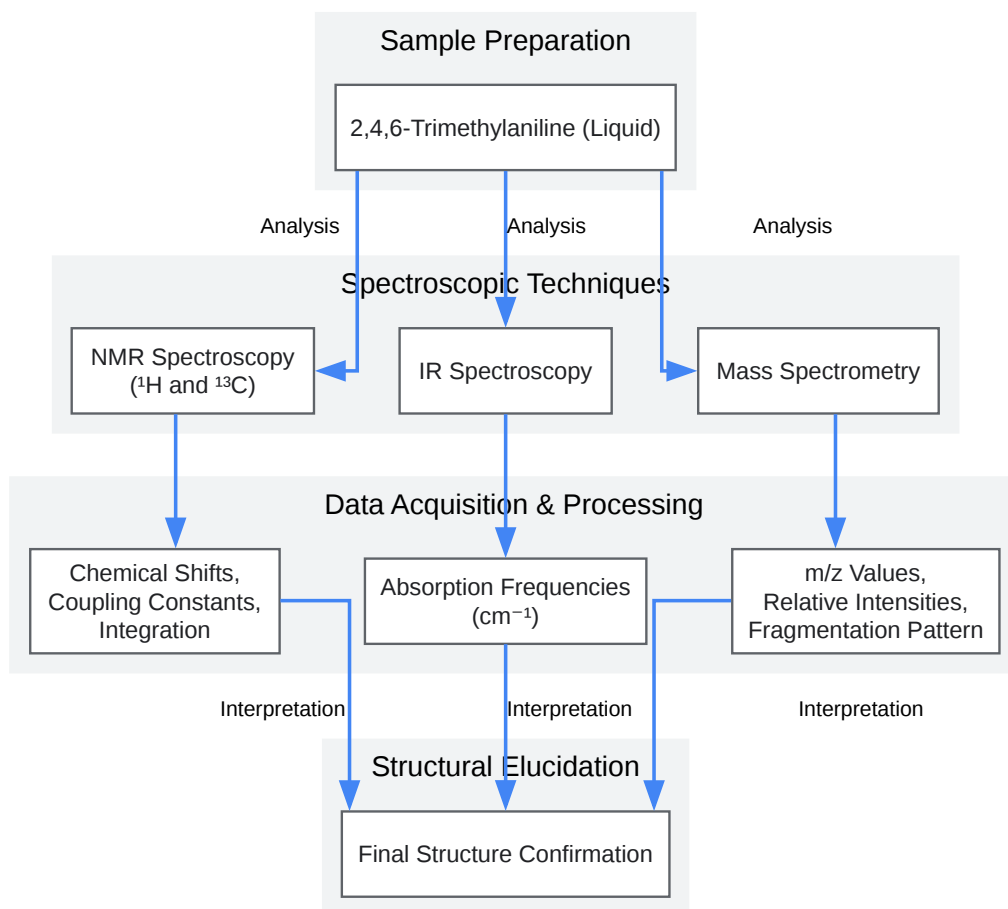 Sample Preparation
2,4,6-Trimethylaniline (Liquid)
Analysis
Analysis
Analysis
Spectroscopic Techniques
NMR Spectroscopy
(¹H and ¹³C)
IR Spectroscopy
Mass Spectrometry
Data Acquisition & Processing
Chemical Shifts,
Coupling Constants,
Integration
Absorption Frequencies
(cm⁻¹)
m/z Values,
Relative Intensities,
Fragmentation Pattern
Interpretation
Interpretation
Interpretation
Structural Elucidation
Final Structure Confirmation